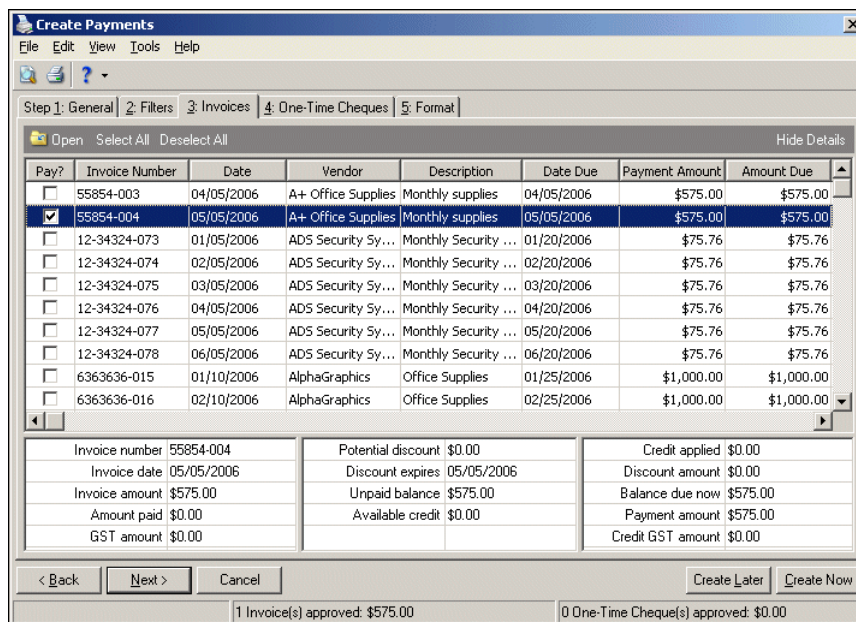 Create Payments
File Edit View Tools Help
Step 1: General 2: Filters 3: Invoices 4: One-Time Cheques 5: Format
Open Select All Deselect All Hide Details
Pay? Invoice Number Date Vendor Description Date Due Payment Amount Amount Due
55854-003 04/05/2006 A+ Office Supplies Monthly supplies 04/05/2006 $575.00 $575.00
55854-004 05/05/2006 A+ Office Supplies Monthly supplies 05/05/2006 $575.00 $575.00
12-34324-073 01/05/2006 ADS Security Sy... Monthly Security ... 01/20/2006 $75.76 $75.76
12-34324-074 02/05/2006 ADS Security Sy... Monthly Security ... 02/20/2006 $75.76 $75.76
12-34324-075 03/05/2006 ADS Security Sy... Monthly Security ... 03/20/2006 $75.76 $75.76
12-34324-076 04/05/2006 ADS Security Sy... Monthly Security ... 04/20/2006 $75.76 $75.76
12-34324-077 05/05/2006 ADS Security Sy... Monthly Security ... 05/20/2006 $75.76 $75.76
12-34324-078 06/05/2006 ADS Security Sy... Monthly Security ... 06/20/2006 $75.76 $75.76
6363636-015 01/10/2006 AlphaGraphics Office Supplies 01/25/2006 $1,000.00 $1,000.00
6363636-016 02/10/2006 AlphaGraphics Office Supplies 02/25/2006 $1,000.00 $1,000.00
Invoice number 55854-004 Potential discount $0.00 Credit applied $0.00
Invoice date 05/05/2006 Discount expires 05/05/2006 Discount amount $0.00
Invoice amount $575.00 Unpaid balance $575.00 Balance due now $575.00
Amount paid $0.00 Available credit $0.00 Payment amount $575.00
GST amount $0.00 Credit GST amount $0.00
< Back Next > Cancel Create Later Create Now
1 Invoice(s) approved: $575.00 0 One-Time Cheque(s) approved: $0.00